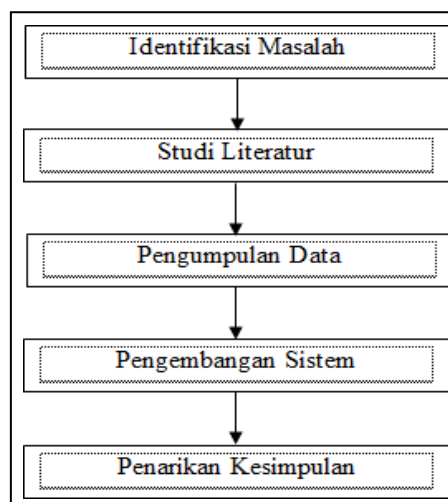 Identifikasi Masalah
Studi Literatur
Pengumpulan Data
Pengembangan Sistem
Penarikan Kesimpulan